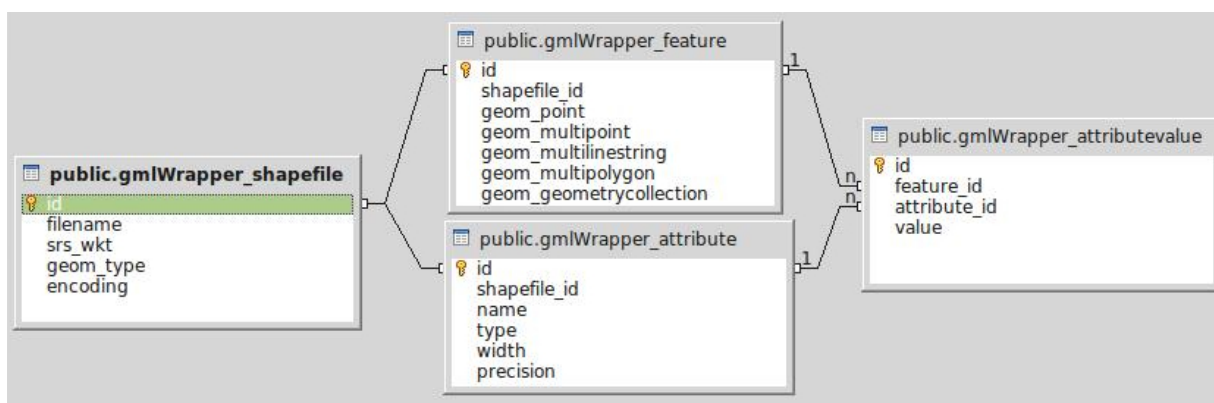 public.gmlWrapper_shapefile
id
filename
srs_wkt
geom_type
encoding
public.gmlWrapper_feature
id
shapefile_id
geom_point
geom_multipoint
geom_multilinestring
geom_multipolygon
geom_geometrycollection
public.gmlWrapper_attribute
id
shapefile_id
name
type
width
precision
1
n
n
1
public.gmlWrapper_attributevalue
id
feature_id
attribute_id
value